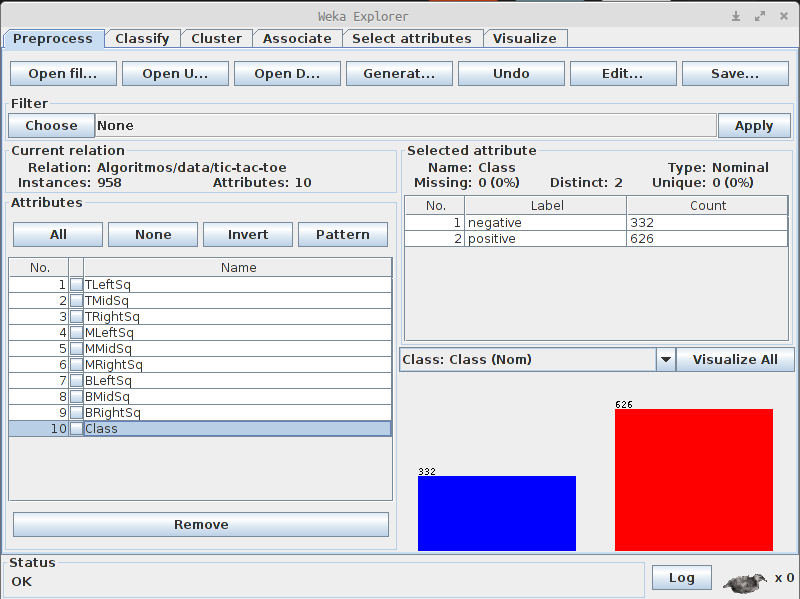 Weka Explorer
Preprocess Classify Cluster Associate Select attributes Visualize
Open fil... Open U... Open D... Generat... Undo Edit... Save...
Filter
Choose None Apply
Current relation
Relation: Algoritmos/data/tic-tac-toe
Instances: 958 Attributes: 10
Attributes
All None Invert Pattern
No. Name
1 TLeftSq
2 TMidSq
3 TRightSq
4 MLeftSq
5 MMidSq
6 MRightSq
7 BLeftSq
8 BMidSq
9 BRightSq
10 Class
Remove
Selected attribute
Name: Class Type: Nominal
Missing: 0 (0%) Distinct: 2 Unique: 0 (0%)
No. Label Count
1 negative 332
2 positive 626
Class: Class (Nom) Visualize All
626
332
Status
OK
Log x 0